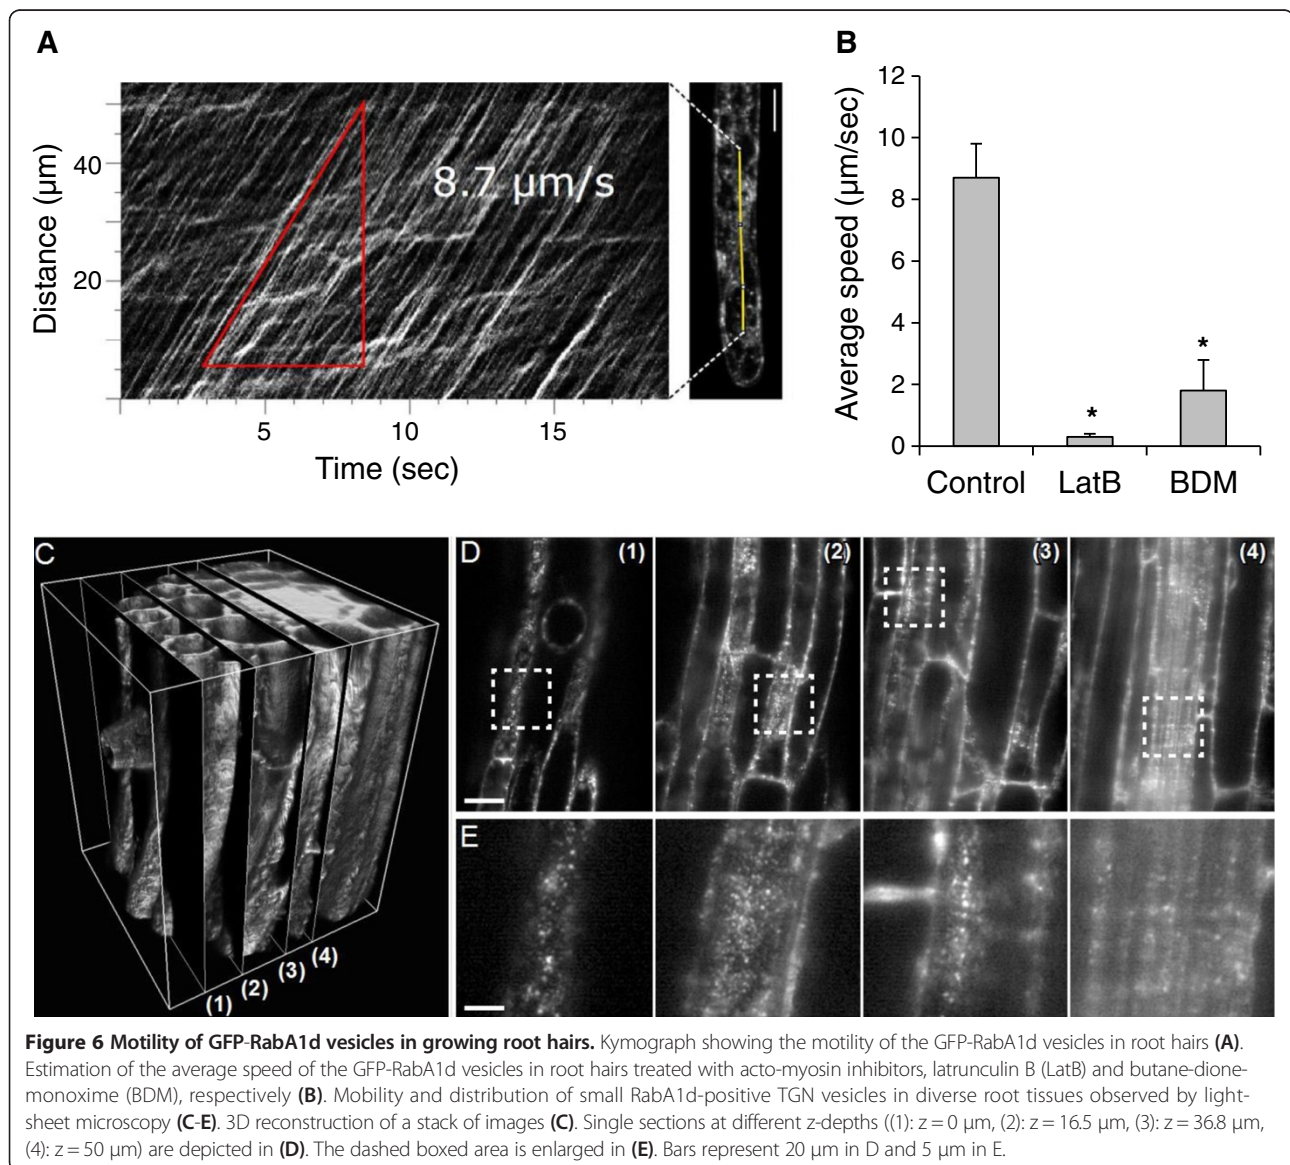 A
B
Distance (µm)
40
20
8.7 µm/s
5
10
15
Time (sec)
Average speed (µm/sec)
12
10
8
6
4
2
0
*
*
Control
LatB
BDM
C
(1)
(2)
(3)
(4)
D
(1)
(2)
(3)
(4)
E
Figure 6 Motility of GFP-RabA1d vesicles in growing root hairs. Kymograph showing the motility of the GFP-RabA1d vesicles in root hairs (A).
Estimation of the average speed of the GFP-RabA1d vesicles in root hairs treated with acto-myosin inhibitors, latrunculin B (LatB) and butane-dione-
monoxime (BDM), respectively (B). Mobility and distribution of small RabA1d-positive TGN vesicles in diverse root tissues observed by light-
sheet microscopy (C-E). 3D reconstruction of a stack of images (C). Single sections at different z-depths ((1): z = 0 µm, (2): z = 16.5 µm, (3): z = 36.8 µm,
(4): z = 50 µm) are depicted in (D). The dashed boxed area is enlarged in (E). Bars represent 20 µm in D and 5 µm in E.